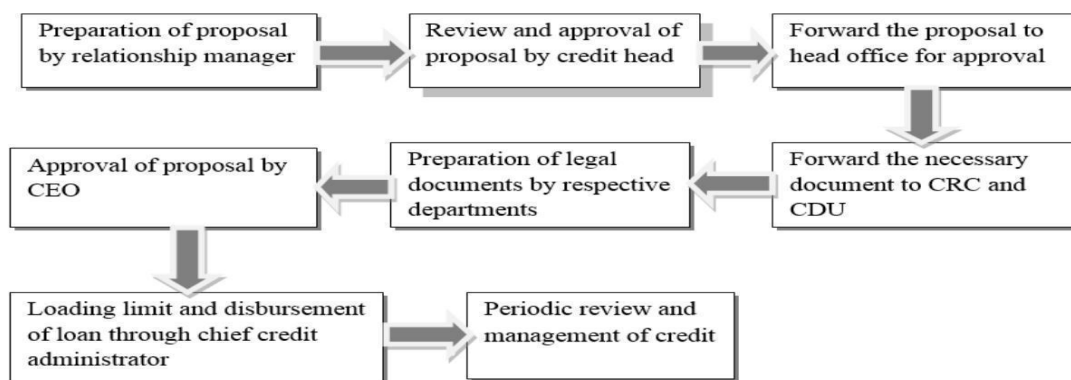 Preparation of proposal
by relationship manager
Review and approval of
proposal by credit head
Forward the proposal to
head office for approval
Forward the necessary
document to CRC and
CDU
Preparation of legal
documents by respective
departments
Approval of proposal by
CEO
Loading limit and disbursement
of loan through chief credit
administrator
Periodic review and
management of credit